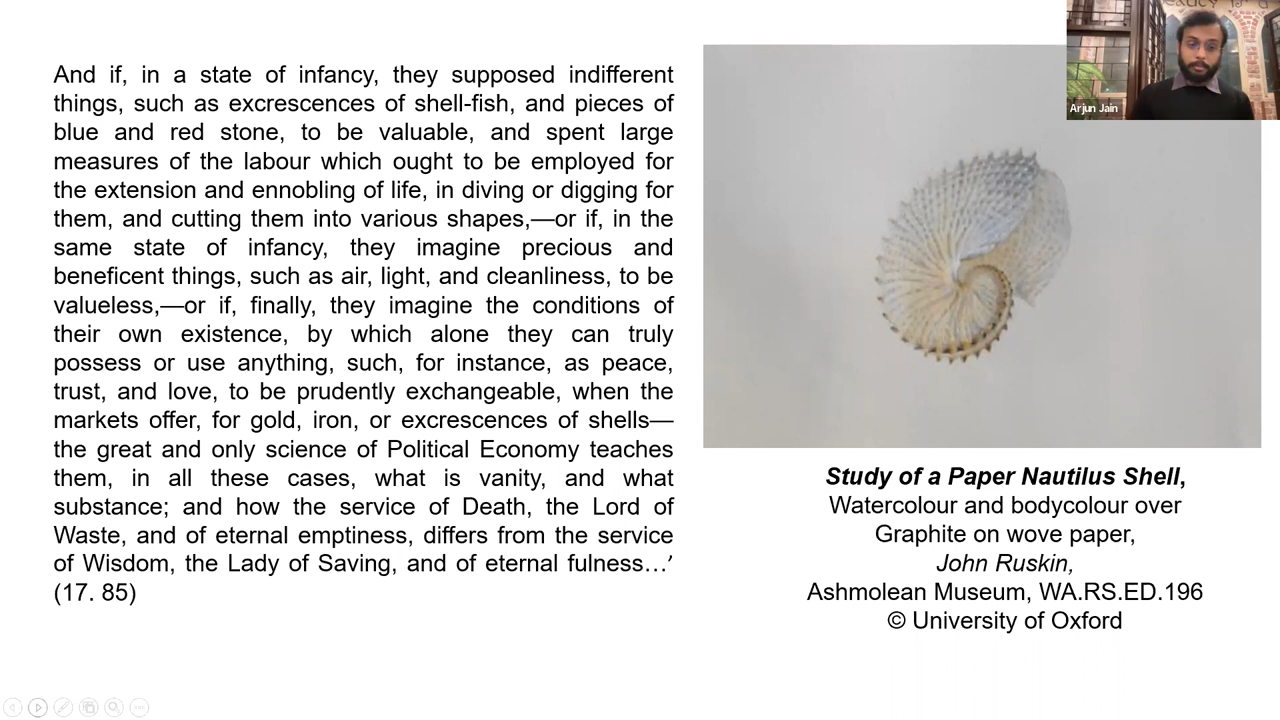 And if, in a state of infancy, they supposed indifferent
things, such as excrescences of shell-fish, and pieces of
blue and red stone, to be valuable, and spent large
measures of the labour which ought to be employed for
the extension and ennobling of life, in diving or digging for
them, and cutting them into various shapes,—or if, in the
same state of infancy, they imagine precious and
beneficent things, such as air, light, and cleanliness, to be
valueless,—or if, finally, they imagine the conditions of
their own existence, by which alone they can truly
possess or use anything, such, for instance, as peace,
trust, and love, to be prudently exchangeable, when the
markets offer, for gold, iron, or excrescences of shells—
the great and only science of Political Economy teaches
them, in all these cases, what is vanity, and what
substance; and how the service of Death, the Lord of
Waste, and of eternal emptiness, differs from the service
of Wisdom, the Lady of Saving, and of eternal fulness…’
(17. 85)
Arjun Jain
Study of a Paper Nautilus Shell,
Watercolour and bodycolour over
Graphite on wove paper,
John Ruskin,
Ashmolean Museum, WA.RS.ED.196
© University of Oxford